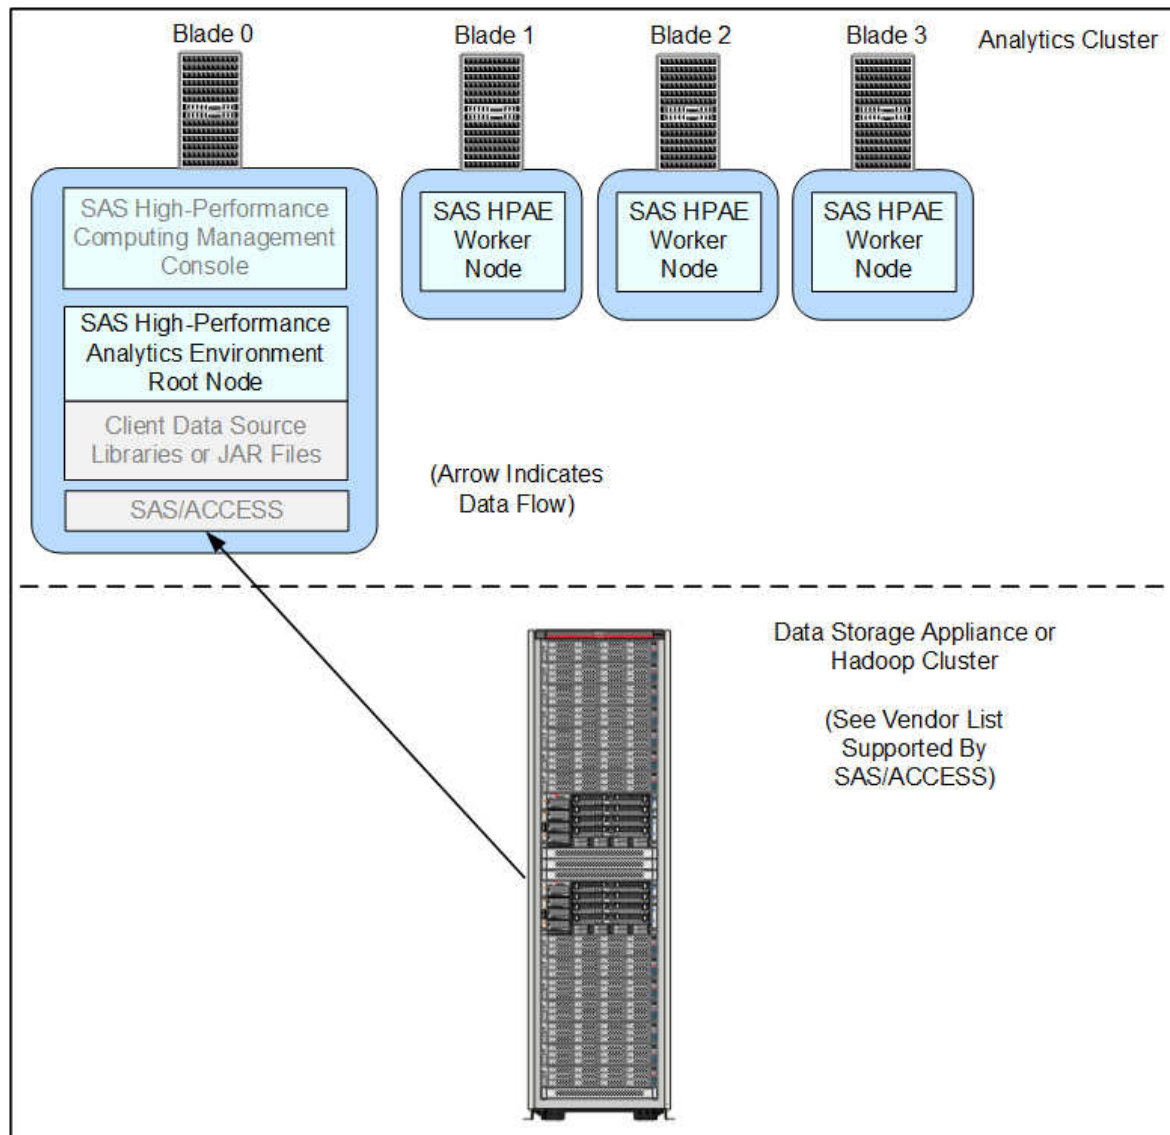 Blade 0
Blade 1
Blade 2
Blade 3
Analytics Cluster
SAS High-Performance
Computing Management
Console
SAS HPAE
Worker
Node
SAS HPAE
Worker
Node
SAS HPAE
Worker
Node
SAS High-Performance
Analytics Environment
Root Node
Client Data Source
Libraries or JAR Files
SAS/ACCESS
(Arrow Indicates
Data Flow)
Data Storage Appliance or
Hadoop Cluster
(See Vendor List
Supported By
SAS/ACCESS)